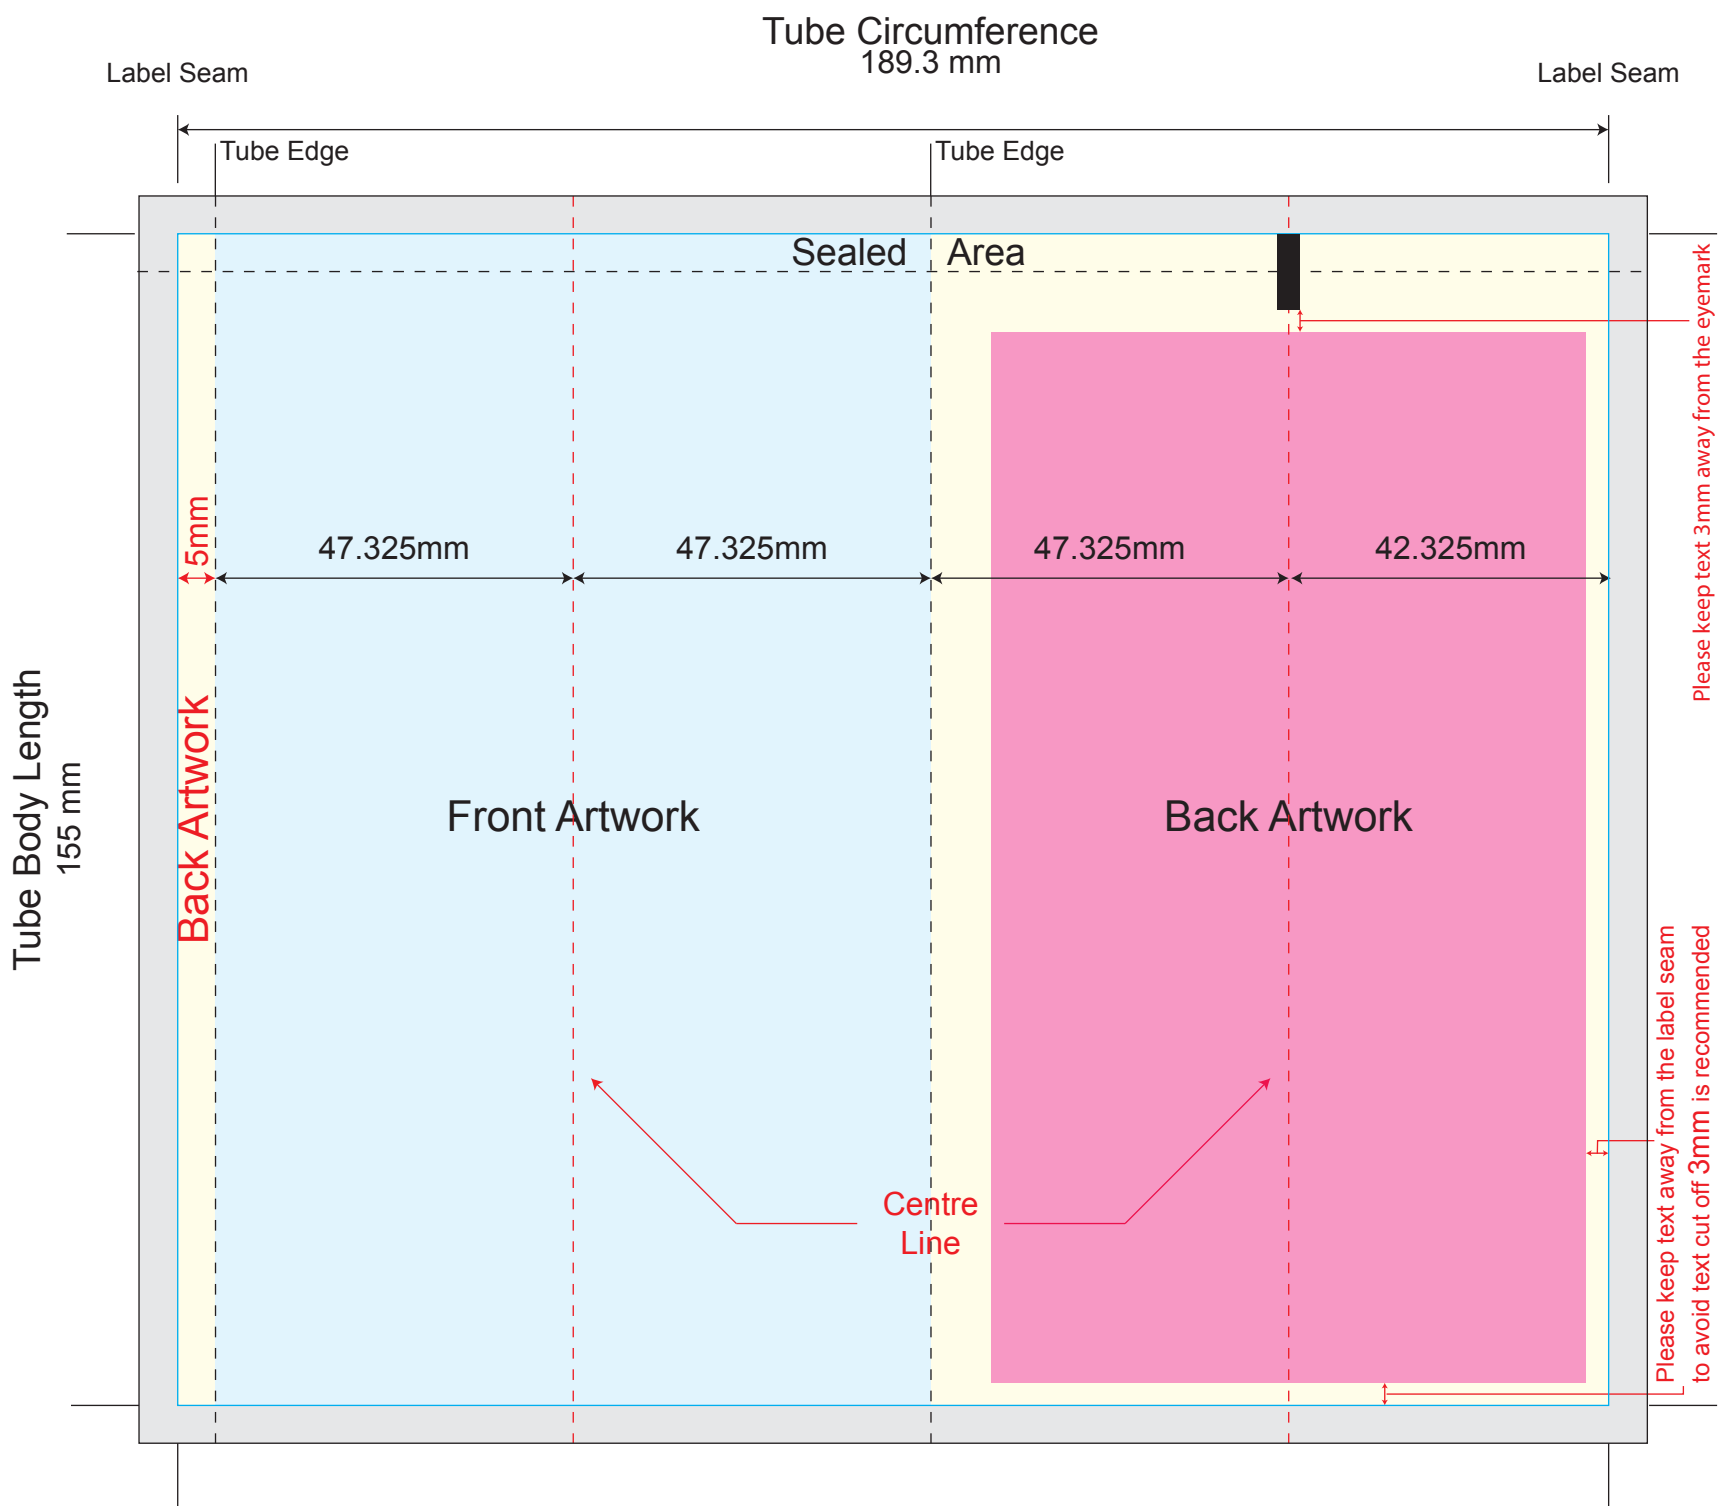 Tube Circumference
189.3 mm
Label Seam
Label Seam
Tube Edge
Tube Edge
Sealed Area
Please keep text 3mm away from the eyemark
5mm
47.325mm
47.325mm
47.325mm
42.325mm
Tube Body Length
155 mm
Back Artwork
Front Artwork
Back Artwork
Centre
Line
Please keep text away from the label seam
to avoid text cut off 3mm is recommended